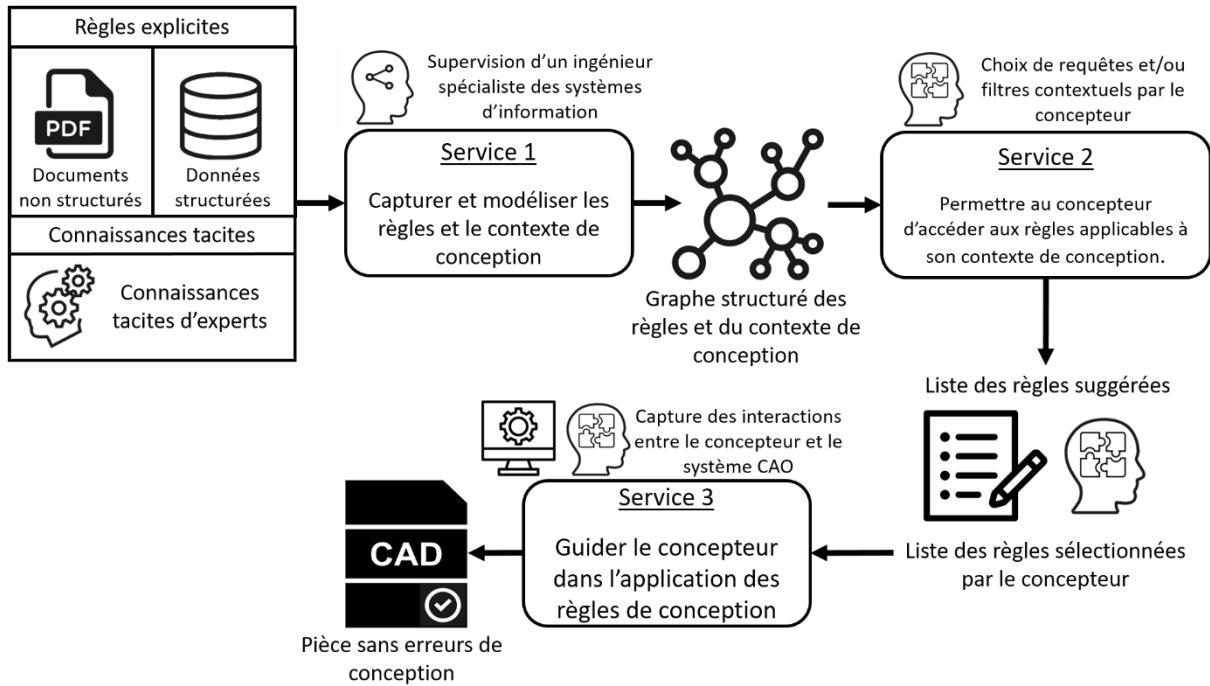 Règles explicites
PDF
Documents
non structurés
Données
structurées
Connaissances tacites
Connaissances
tacites d'experts
Supervision d'un ingénieur
spécialiste des systèmes
d'information
Service 1
Capturer et modéliser les
règles et le contexte de
conception
Graphe structuré des
règles et du contexte de
conception
Choix de requêtes et/ou
filtres contextuels par le
concepteur
Service 2
Permettre au concepteur
d'accéder aux règles applicables à
son contexte de conception.
Liste des règles suggérées
Liste des règles sélectionnées
par le concepteur
Capture des interactions
entre le concepteur et le
système CAO
Service 3
Guider le concepteur
dans l'application des
règles de conception
CAD
Pièce sans erreurs de
conception